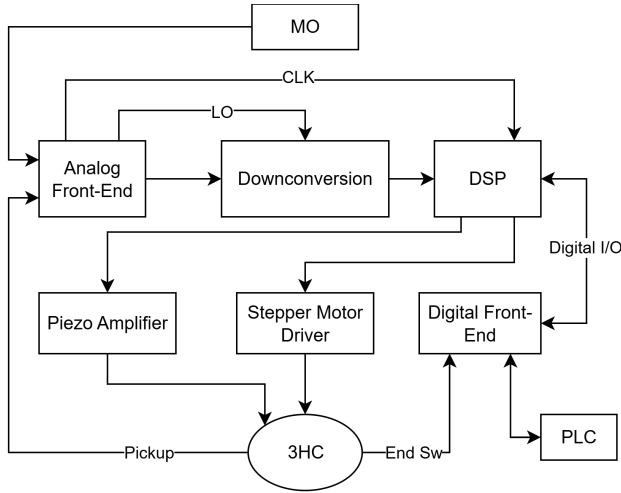 MO
CLK
LO
Analog
Front-End
Downconversion
DSP
Digital I/O
Piezo Amplifier
Stepper Motor
Driver
Digital Front-
End
Pickup
3HC
End Sw
PLC